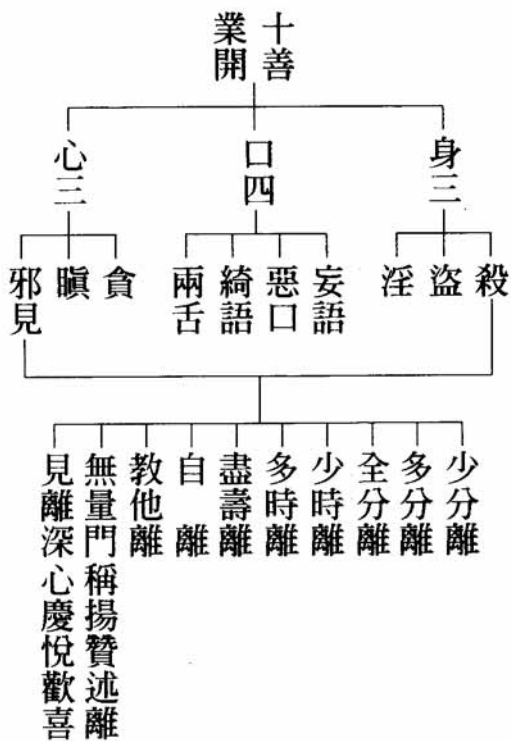 十善
業開
身三
口四
心三
殺
盜
淫
妄語
惡口
綺語
兩舌
貪
瞋
邪見
少分離
多分離
全分離
少時離
多時離
盡壽離
自離
教他離
無量門稱揚贊述離
見離深心慶悅歡喜